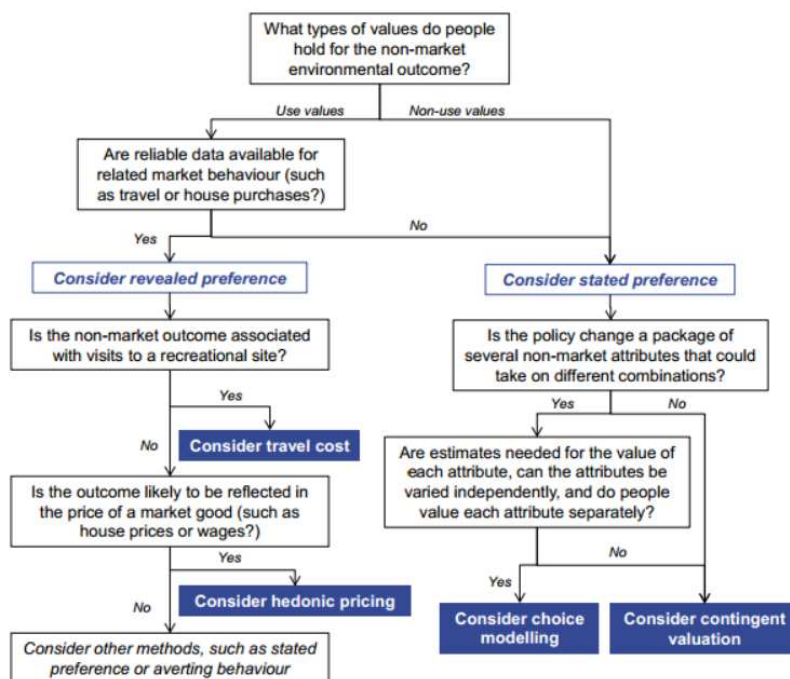 What types of values do people
hold for the non-market
environmental outcome?
Use values
Non-use values
Are reliable data available for
related market behaviour (such
as travel or house purchases?)
Yes
No
Consider revealed preference
Consider stated preference
Is the non-market outcome associated
with visits to a recreational site?
Is the policy change a package of
several non-market attributes that could
take on different combinations?
Yes
Consider travel cost
No
Yes
No
Are estimates needed for the value of
each attribute, can the attributes be
varied independently, and do people
value each attribute separately?
Is the outcome likely to be reflected in
the price of a market good (such as
house prices or wages?)
Yes
Consider hedonic pricing
No
No
Yes
Consider choice
modelling
Consider contingent
valuation
Consider other methods, such as stated
preference or averting behaviour